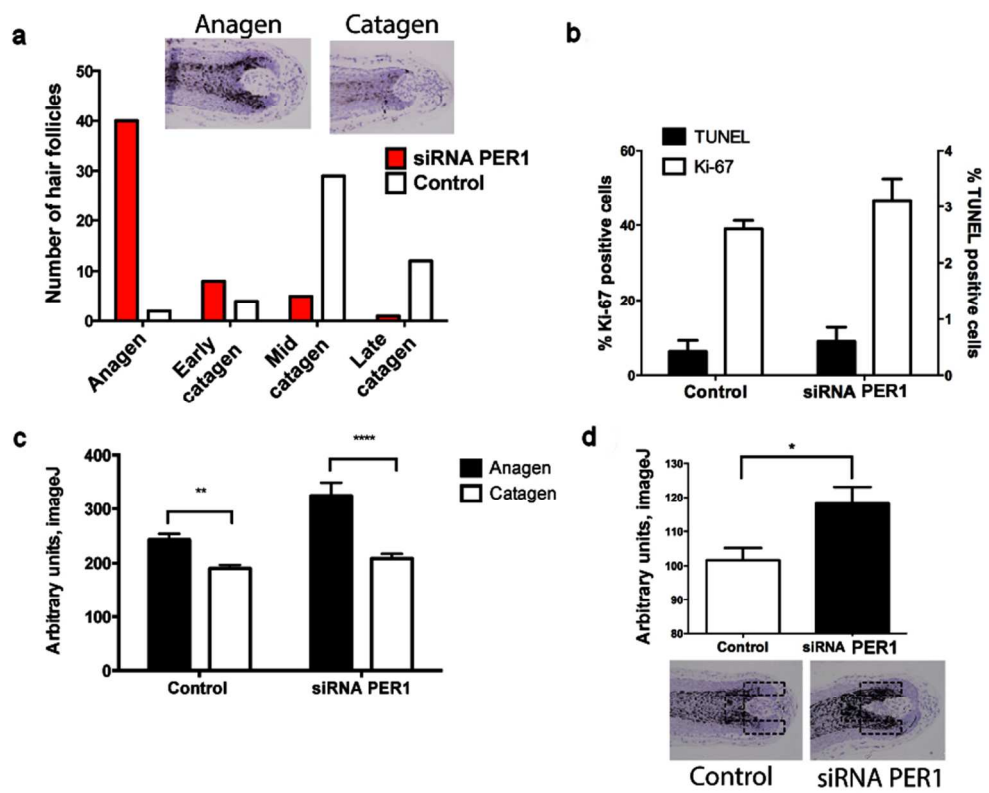 a
Anagen
Catagen
Number of hair follicles
50
40
30
20
10
0
siRNA PER1
Control
Anagen
Early
catagen
Mid
catagen
Late
catagen
b
TUNEL
Ki-67
% Ki-67 positive cells
60
40
20
0
4
3
2
1
0
% TUNEL positive cells
Control
siRNA PER1
c
Arbitrary units, imageJ
400
300
200
100
0
**
****
Anagen
Catagen
Control
siRNA PER1
d
Arbitrary units, imageJ
130
120
110
100
90
80
*
Control
siRNA PER1
Control
siRNA PER1